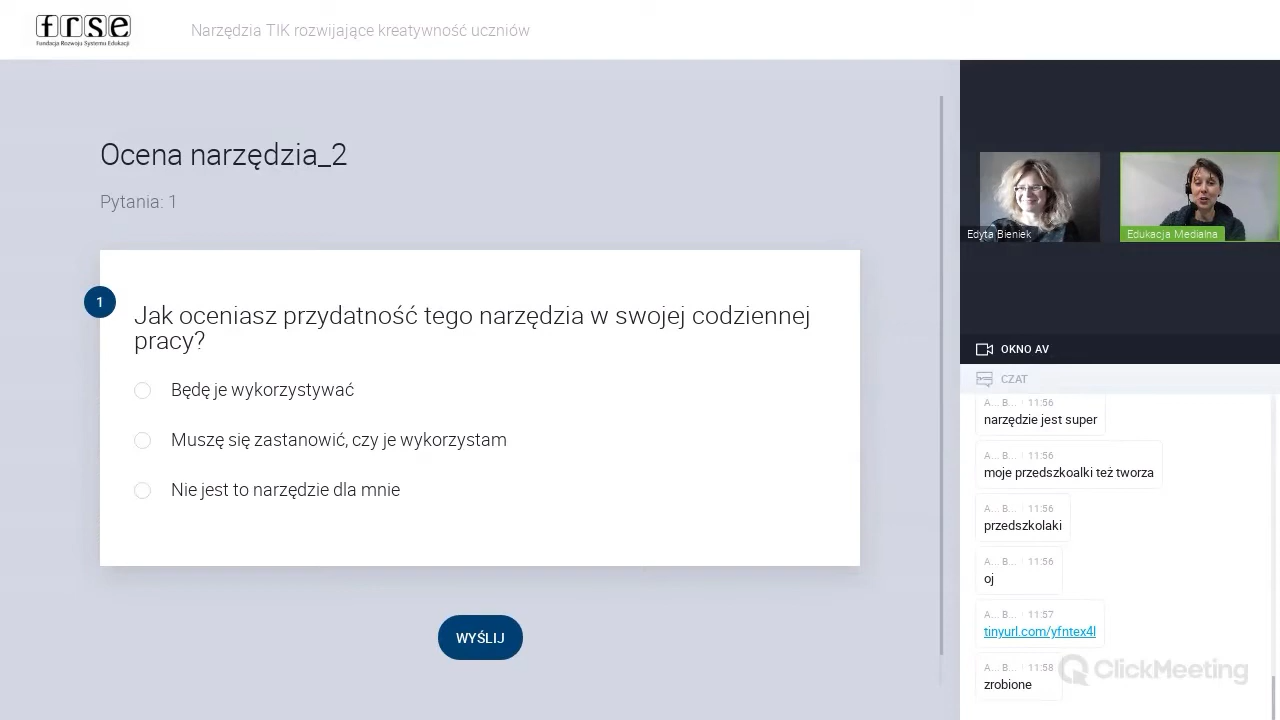 frse
Fundacja Rozwoju Systemu Edukacji
Narzędzia TIK rozwijające kreatywność uczniów
Ocena narzędzia_2
Pytania: 1
1
Jak oceniasz przydatność tego narzędzia w swojej codziennej
pracy?
Będę je wykorzystywać
Muszę się zastanowić, czy je wykorzystam
Nie jest to narzędzie dla mnie
WYŚLIJ
Edyta Bieniek
Edukacja Medialna
OKNO AV
CZAT
A... B... 11:56
narzędzie jest super
A... B... 11:56
moje przedszkoalki też tworza
A... B... 11:56
przedszkolaki
A... B... 11:56
oj
A... B... 11:57
tinyurl.com/yfntex4l
A... B... 11:58
zrobione
ClickMeeting